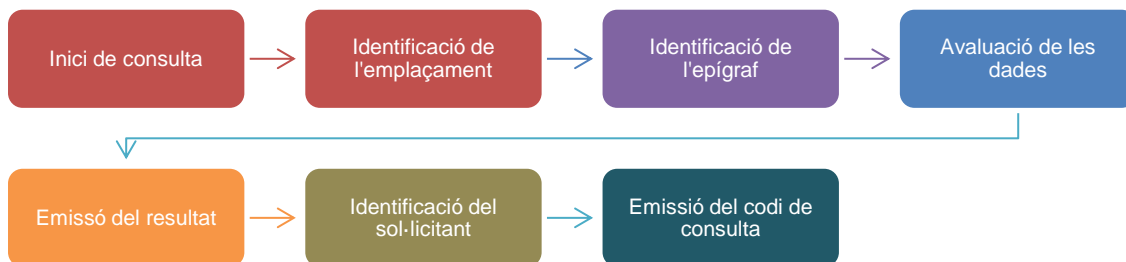 Inici de consulta
Identificació de
l'emplaçament
Identificació de
l'epígraf
Avaluació de les
dades
Emissó del resultat
Identificació del
sol·licitant
Emissió del codi de
consulta